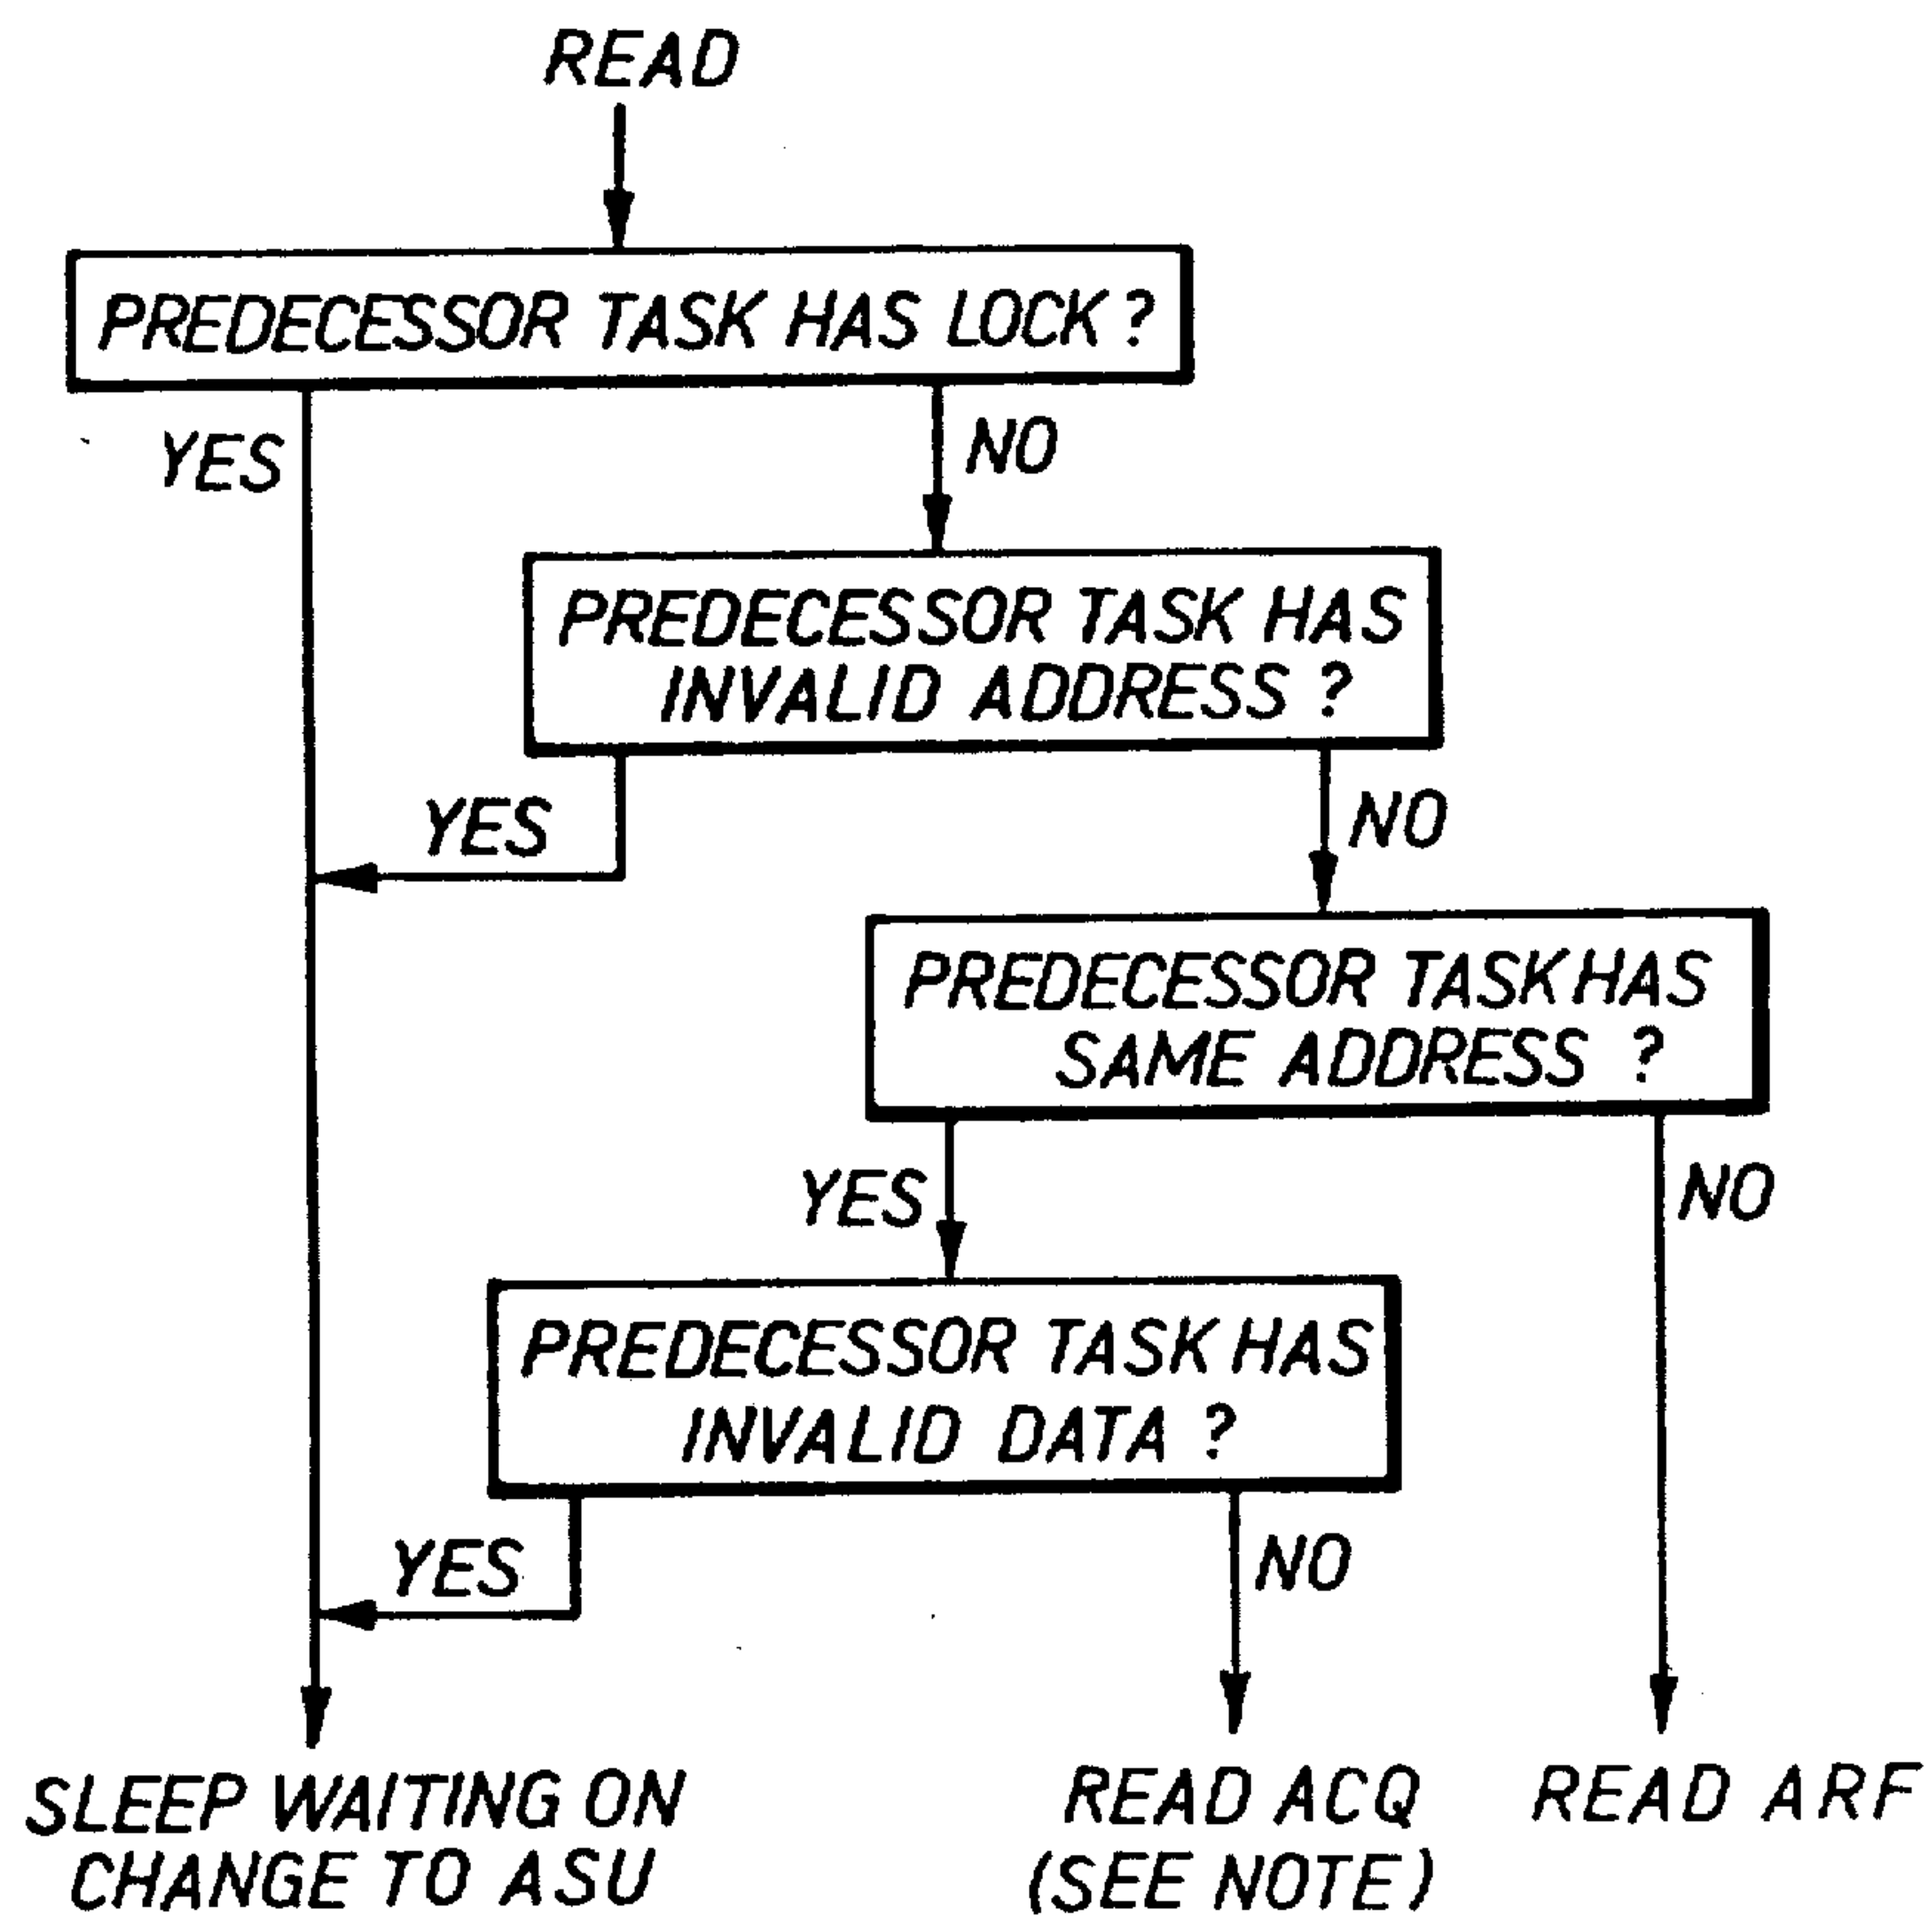 READ
PREDECESSOR TASK HAS LOCK ?
YES
NO
PREDECESSOR TASK HAS
INVALID ADDRESS ?
YES
NO
PREDECESSOR TASK HAS
SAME ADDRESS ?
YES
NO
PREDECESSOR TASK HAS
INVALID DATA ?
YES
NO
SLEEP WAITING ON
CHANGE TO ASU
READ ACQ
(SEE NOTE)
READ ARF